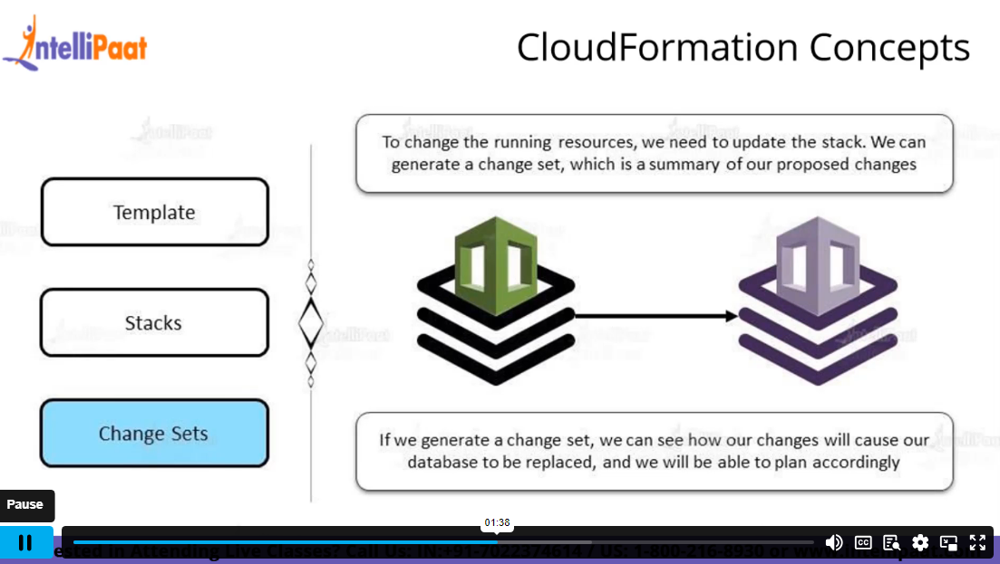 IntelliPaat
CloudFormation Concepts
To change the running resources, we need to update the stack. We can
generate a change set, which is a summary of our proposed changes
Template
Stacks
Change Sets
If we generate a change set, we can see how our changes will cause our
database to be replaced, and we will be able to plan accordingly
Pause
01:38
CC
in Attending Live Classes? Call Us: IN:+91-7022374614 / US: 1-800-216-8930 or